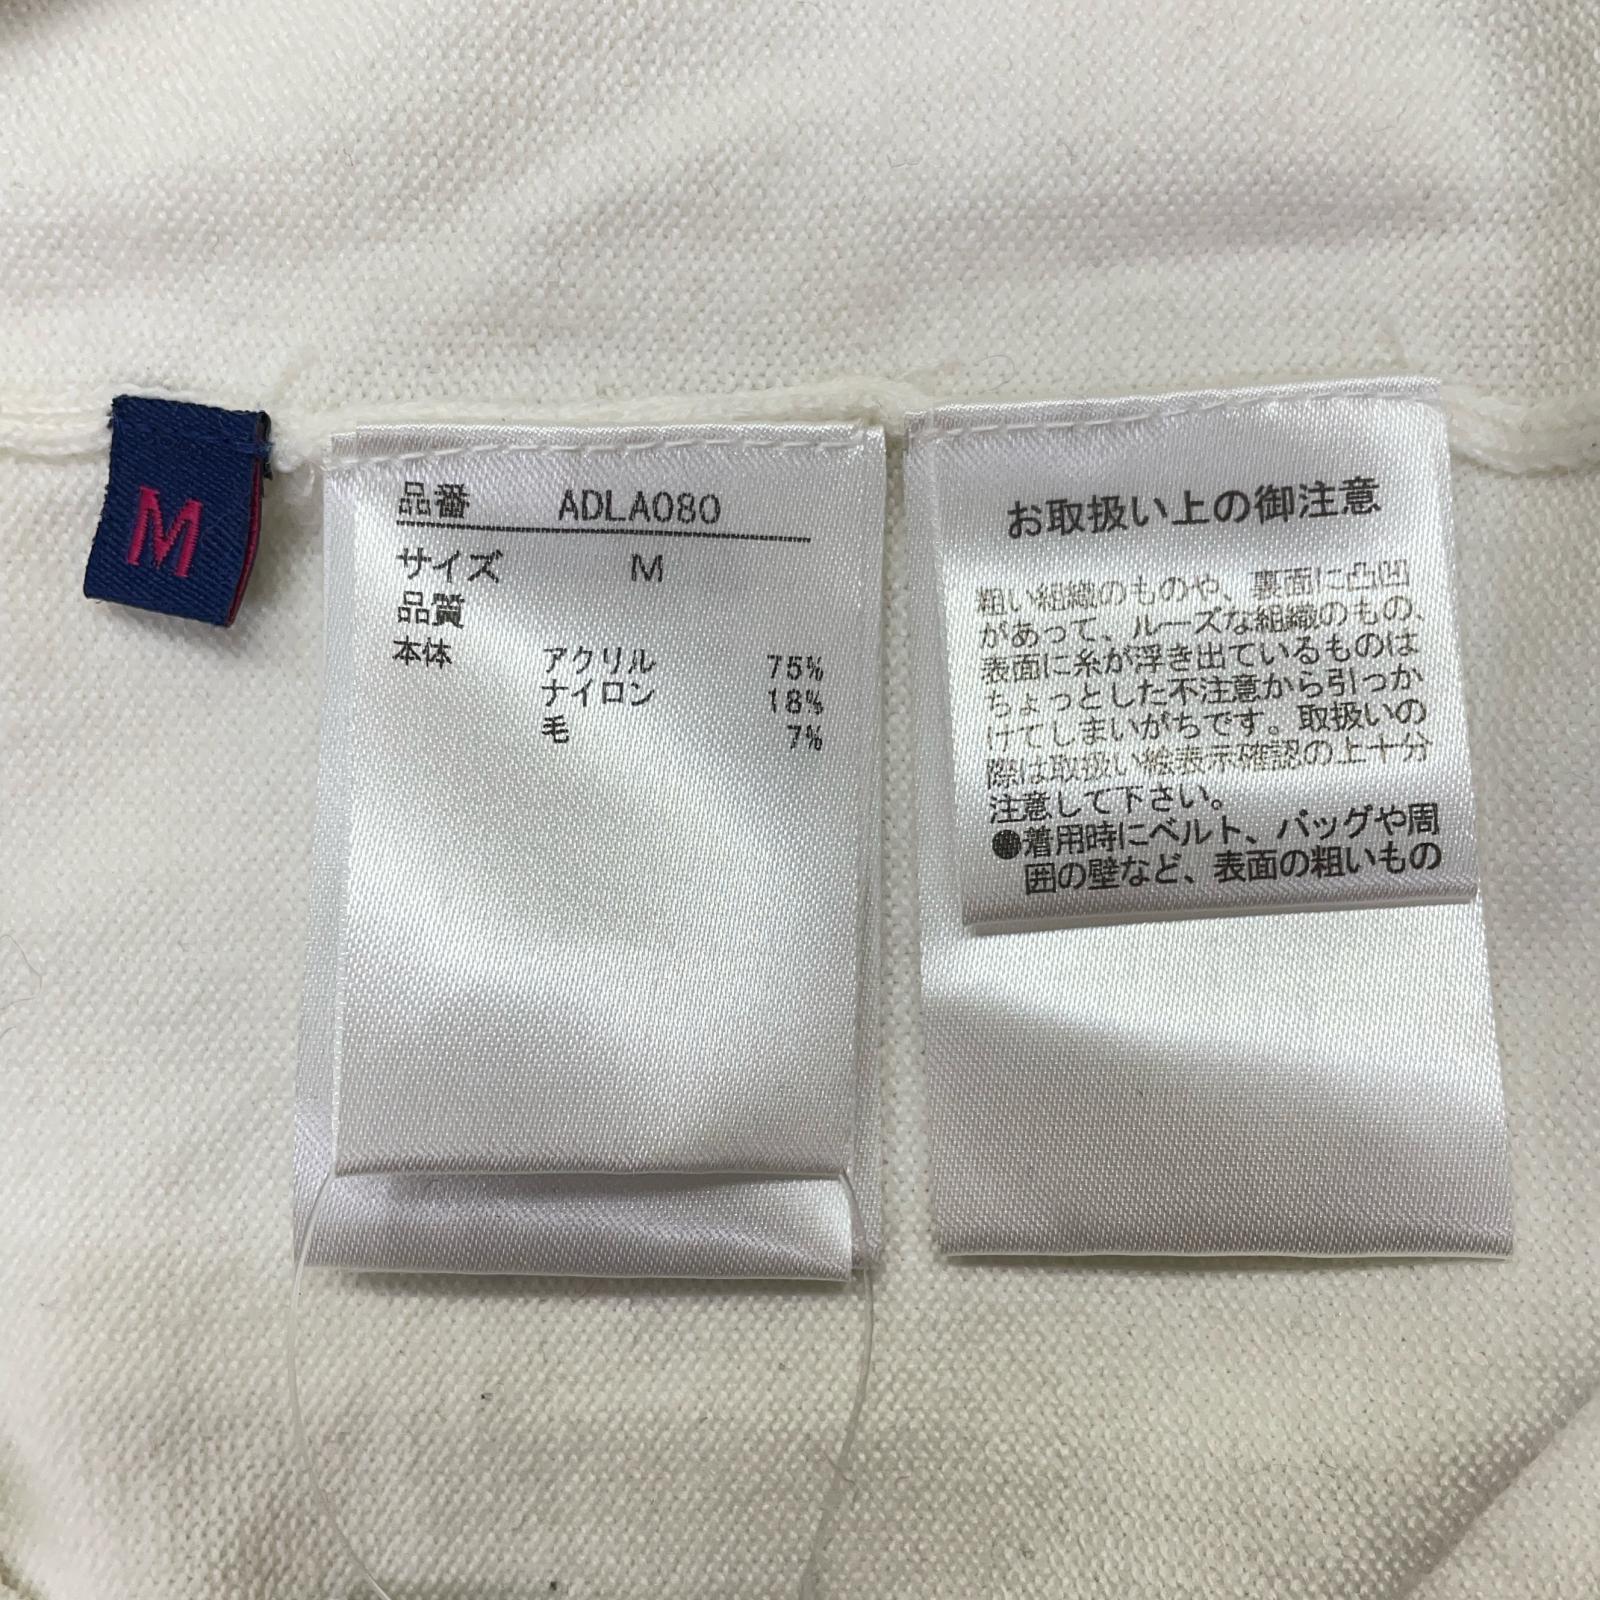 M
品番 ADLA080
サイズ M
品質
本体 アクリル 75%
ナイロン 18%
毛 7%
お取扱い上の御注意
粗い組織のものや、裏面に凸凹
があって、ルーズな組織のもの、
表面に糸が浮き出ているものは
ちょっとした不注意から引っか
けてしまいがちです。取扱いの
際は取扱い絵表示確認の上十分
注意して下さい。
●着用時にベルト、バッグや周
囲の壁など、表面の粗いもの